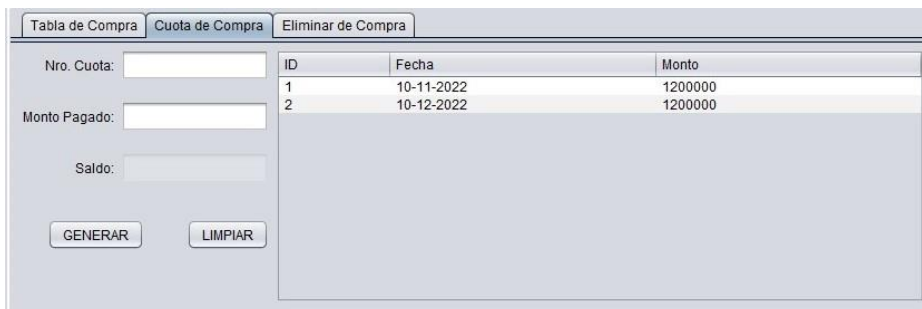 Tabla de Compra Cuota de Compra Eliminar de Compra
Nro. Cuota:
Monto Pagado:
Saldo:
GENERAR LIMPIAR
ID Fecha Monto
1 10-11-2022 1200000
2 10-12-2022 1200000